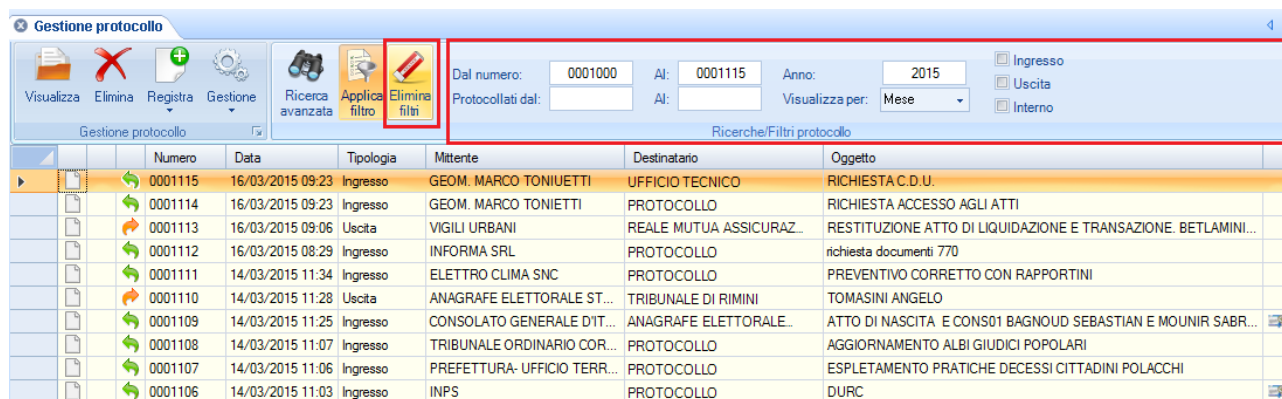 Gestione protocollo
Visualizza Elimina Registra Gestione
Gestione protocollo
Ricerca avanzata
Applica filtro
Elimina filtri
Dal numero: 0001000 Al: 0001115 Anno: 2015
Protocollati dal: Al: Visualizza per: Mese
Ingresso
Uscita
Interno
Ricerche/Filtri protocollo
Numero Data Tipologia Mittente Destinatario Oggetto
0001115 16/03/2015 09:23 Ingresso GEOM. MARCO TONIUETTI UFFICIO TECNICO RICHIESTA C.D.U.
0001114 16/03/2015 09:23 Ingresso GEOM. MARCO TONIETTI PROTOCOLLO RICHIESTA ACCESSO AGLI ATTI
0001113 16/03/2015 09:06 Uscita VIGILI URBANI REALE MUTUA ASSICURAZ... RESTITUZIONE ATTO DI LIQUIDAZIONE E TRANSAZIONE. BETLAMINI...
0001112 16/03/2015 08:29 Ingresso INFORMA SRL PROTOCOLLO richiesta documenti 770
0001111 14/03/2015 11:34 Ingresso ELETTRO CLIMA SNC PROTOCOLLO PREVENTIVO CORRETTO CON RAPPORTINI
0001110 14/03/2015 11:28 Uscita ANAGRAFE ELETTORALE ST... TRIBUNALE DI RIMINI TOMASINI ANGELO
0001109 14/03/2015 11:25 Ingresso CONSOLATO GENERALE D'IT... ANAGRAFE ELETTORALE... ATTO DI NASCITA E CONS01 BAGNOUD SEBASTIAN E MOUNIR SABR...
0001108 14/03/2015 11:07 Ingresso TRIBUNALE ORDINARIO COR... PROTOCOLLO AGGIORNAMENTO ALBI GIUDICI POPOLARI
0001107 14/03/2015 11:06 Ingresso PREFETTURA- UFFICIO TERR... PROTOCOLLO ESPLETAMENTO PRATICHE DECESSI CITTADINI POLACCHI
0001106 14/03/2015 11:03 Ingresso INPS PROTOCOLLO DURC